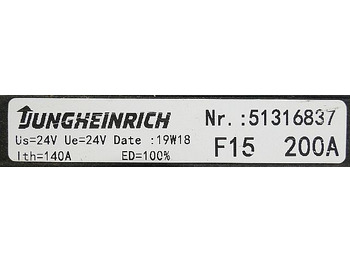 JUNGHEINRICH Nr.:51316837
Us=24V Ue=24V Date :19W18
Ith=140A ED=100% F15 200A